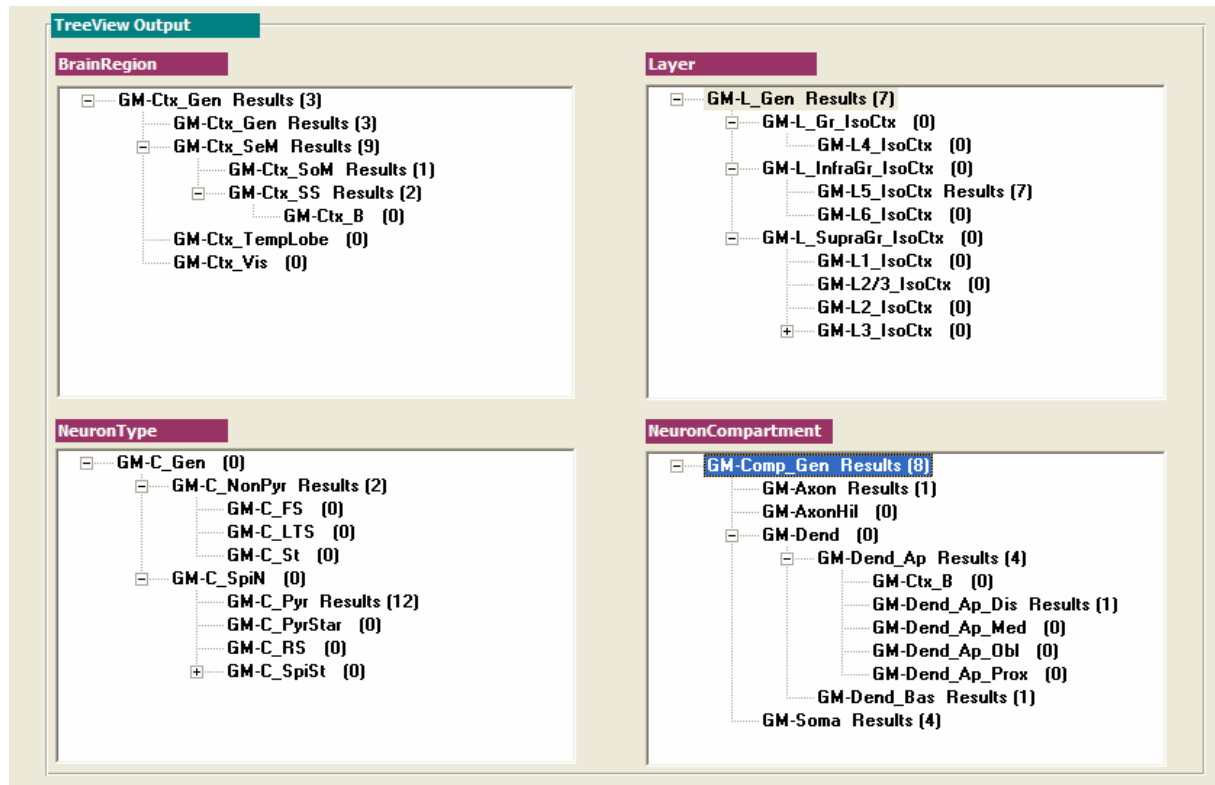 TreeView Output
BrainRegion
GM-Ctx_Gen Results (3)
GM-Ctx_Gen Results (3)
GM-Ctx_SeM Results (9)
GM-Ctx_SoM Results (1)
GM-Ctx_SS Results (2)
GM-Ctx_B (0)
GM-Ctx_TempLobe (0)
GM-Ctx_Vis (0)
Layer
GM-L_Gen Results (7)
GM-L_Gr_IsoCtx (0)
GM-L4_IsoCtx (0)
GM-L_InfraGr_IsoCtx (0)
GM-L5_IsoCtx Results (7)
GM-L6_IsoCtx (0)
GM-L_SupraGr_IsoCtx (0)
GM-L1_IsoCtx (0)
GM-L2/3_IsoCtx (0)
GM-L2_IsoCtx (0)
GM-L3_IsoCtx (0)
NeuronType
GM-C_Gen (0)
GM-C_NonPyr Results (2)
GM-C_FS (0)
GM-C_LTS (0)
GM-C_St (0)
GM-C_SpiN (0)
GM-C_Pyr Results (12)
GM-C_PyrStar (0)
GM-C_RS (0)
GM-C_SpiSt (0)
NeuronCompartment
GM-Comp_Gen Results (8)
GM-Axon Results (1)
GM-AxonHil (0)
GM-Dend (0)
GM-Dend_Ap Results (4)
GM-Ctx_B (0)
GM-Dend_Ap_Dis Results (1)
GM-Dend_Ap_Med (0)
GM-Dend_Ap_Obl (0)
GM-Dend_Ap_Prox (0)
GM-Dend_Bas Results (1)
GM-Soma Results (4)